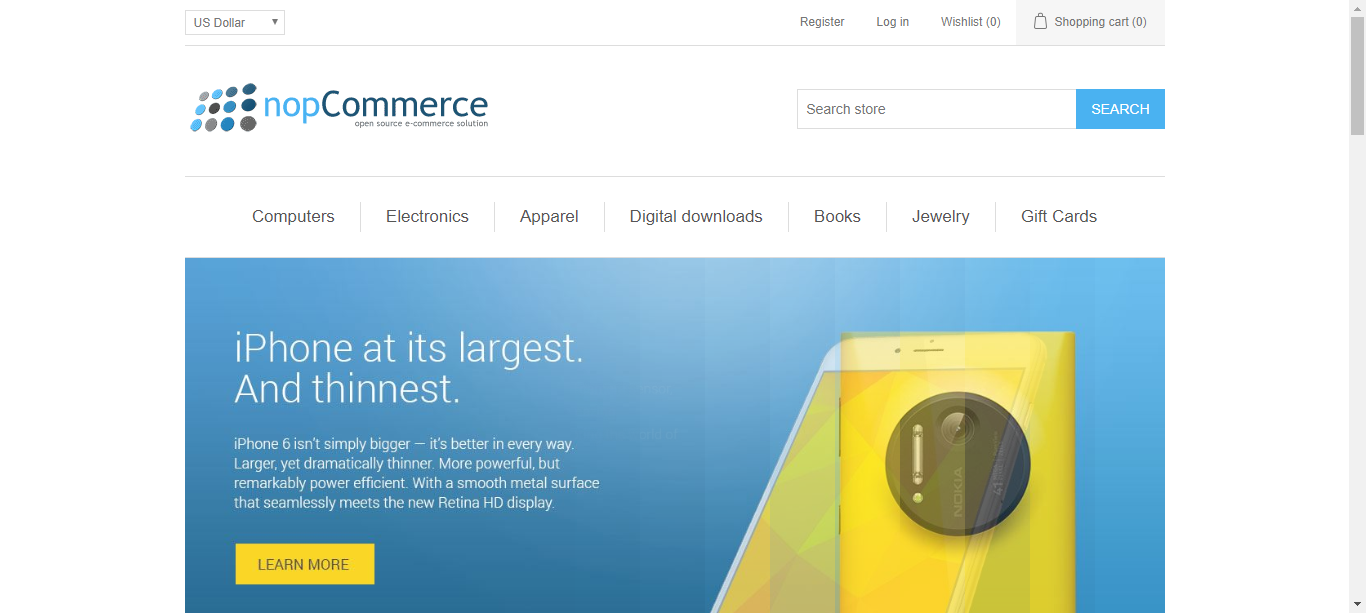 US Dollar
Register
Log in
Wishlist (0)
Shopping cart (0)
nopCommerce
open source e-commerce solution
Search store
SEARCH
Computers
Electronics
Apparel
Digital downloads
Books
Jewelry
Gift Cards
iPhone at its largest.
And thinnest.
iPhone 6 isn't simply bigger — it's better in every way.
Larger, yet dramatically thinner. More powerful, but
remarkably power efficient. With a smooth metal surface
that seamlessly meets the new Retina HD display.
LEARN MORE
NOKIA
41